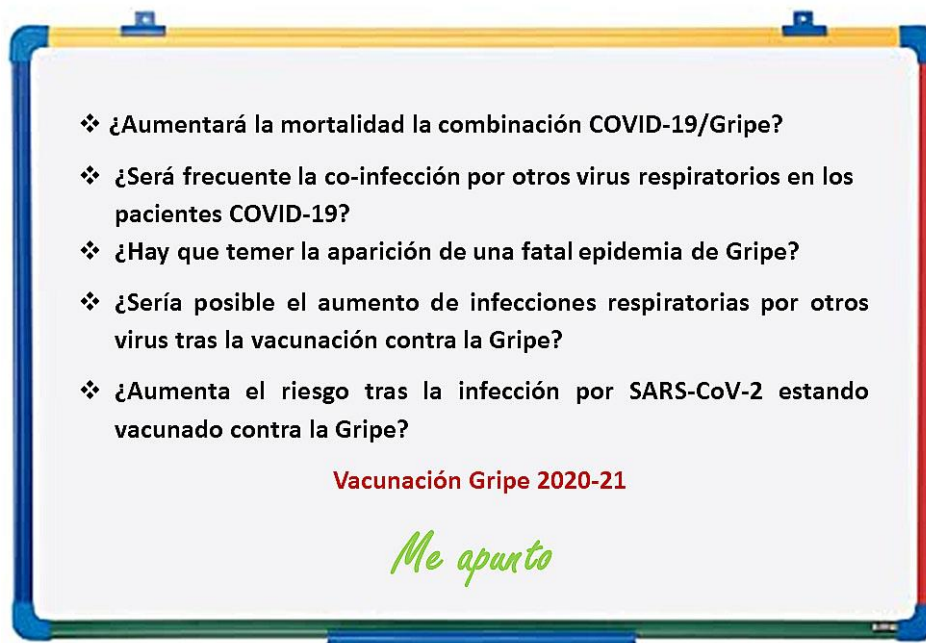 ❖ ¿Aumentará la mortalidad la combinación COVID-19/Gripe?
❖ ¿Será frecuente la co-infección por otros virus respiratorios en los
pacientes COVID-19?
❖ ¿Hay que temer la aparición de una fatal epidemia de Gripe?
❖ ¿Sería posible el aumento de infecciones respiratorias por otros
virus tras la vacunación contra la Gripe?
❖ ¿Aumenta el riesgo tras la infección por SARS-CoV-2 estando
vacunado contra la Gripe?
Vacunación Gripe 2020-21
Me apunto